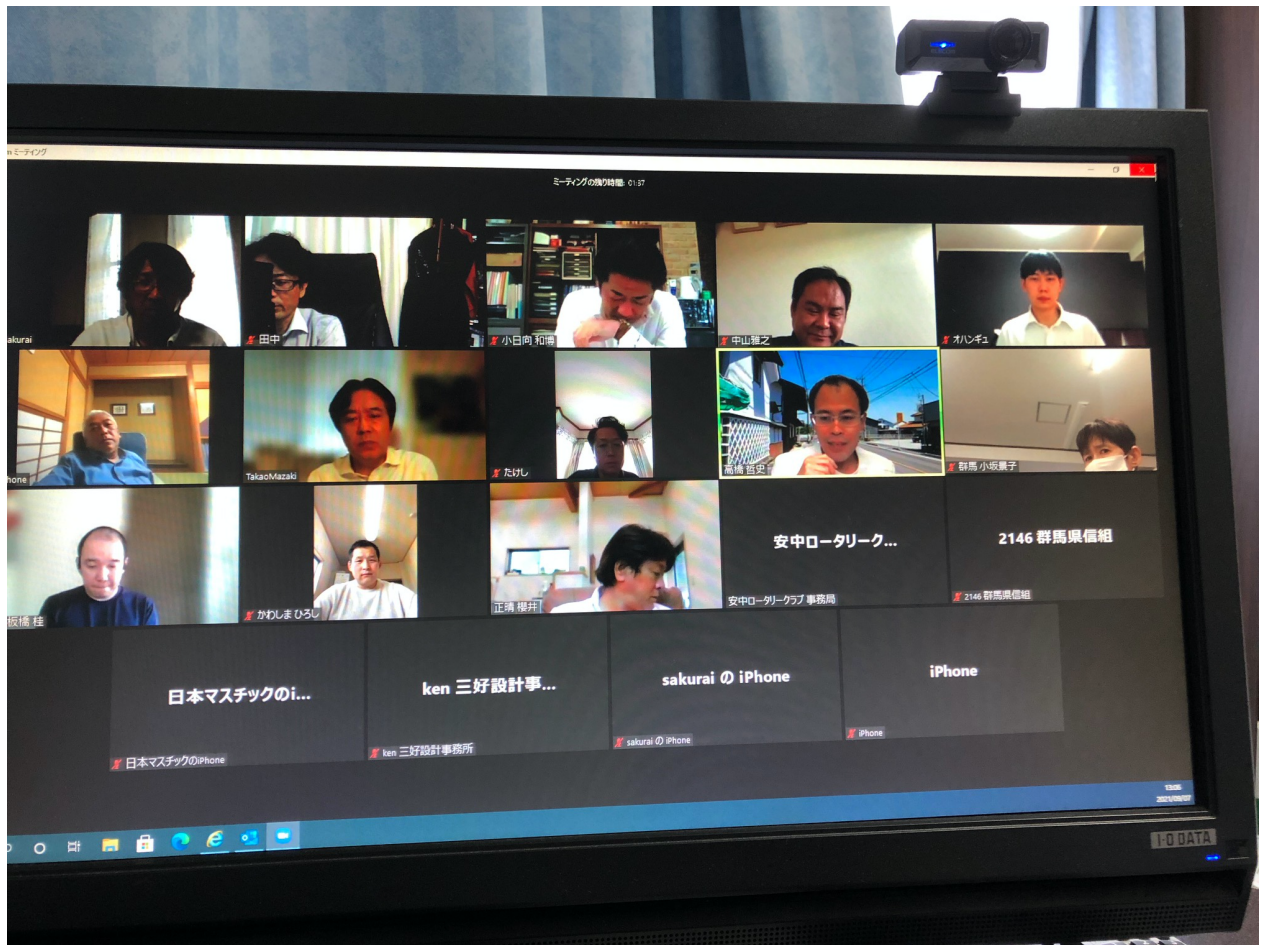 ミーティング
ミーティングの残り時間: 01:37
akurai
田中
小日向 和博
中山雅之
オハンギュ
hone
TakaoMazaki
たけし
高橋 哲史
群馬 小坂景子
板橋 桂
かわしま ひろし
正晴 櫻井
安中ロータリーク...
安中ロータリークラブ 事務局
2146 群馬県信組
2146 群馬県信組
日本マスチックのi...
日本マスチックのiPhone
ken 三好設計事...
ken 三好設計事務所
sakurai の iPhone
sakurai の iPhone
iPhone
iPhone
13:06
2021/09/07
I-O DATA